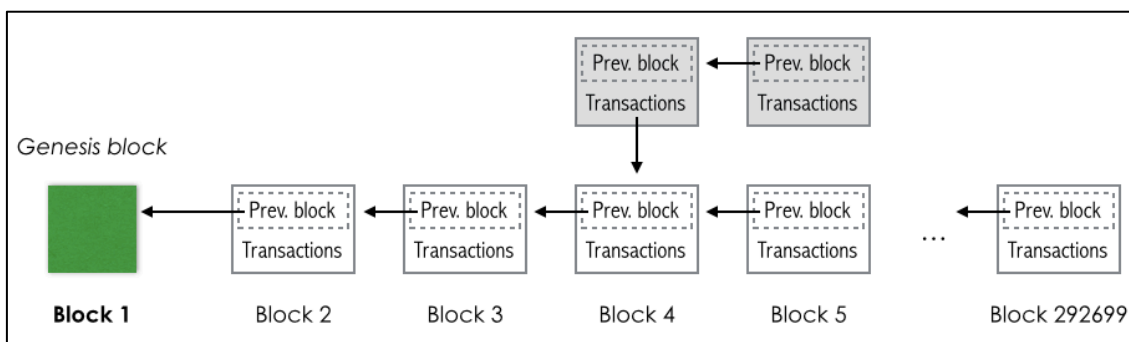 Prev. block
Prev. block
Transactions
Transactions
Genesis block
Prev. block
Prev. block
Prev. block
Prev. block
Prev. block
Transactions
Transactions
Transactions
Transactions
...
Transactions
Block 1
Block 2
Block 3
Block 4
Block 5
Block 292699